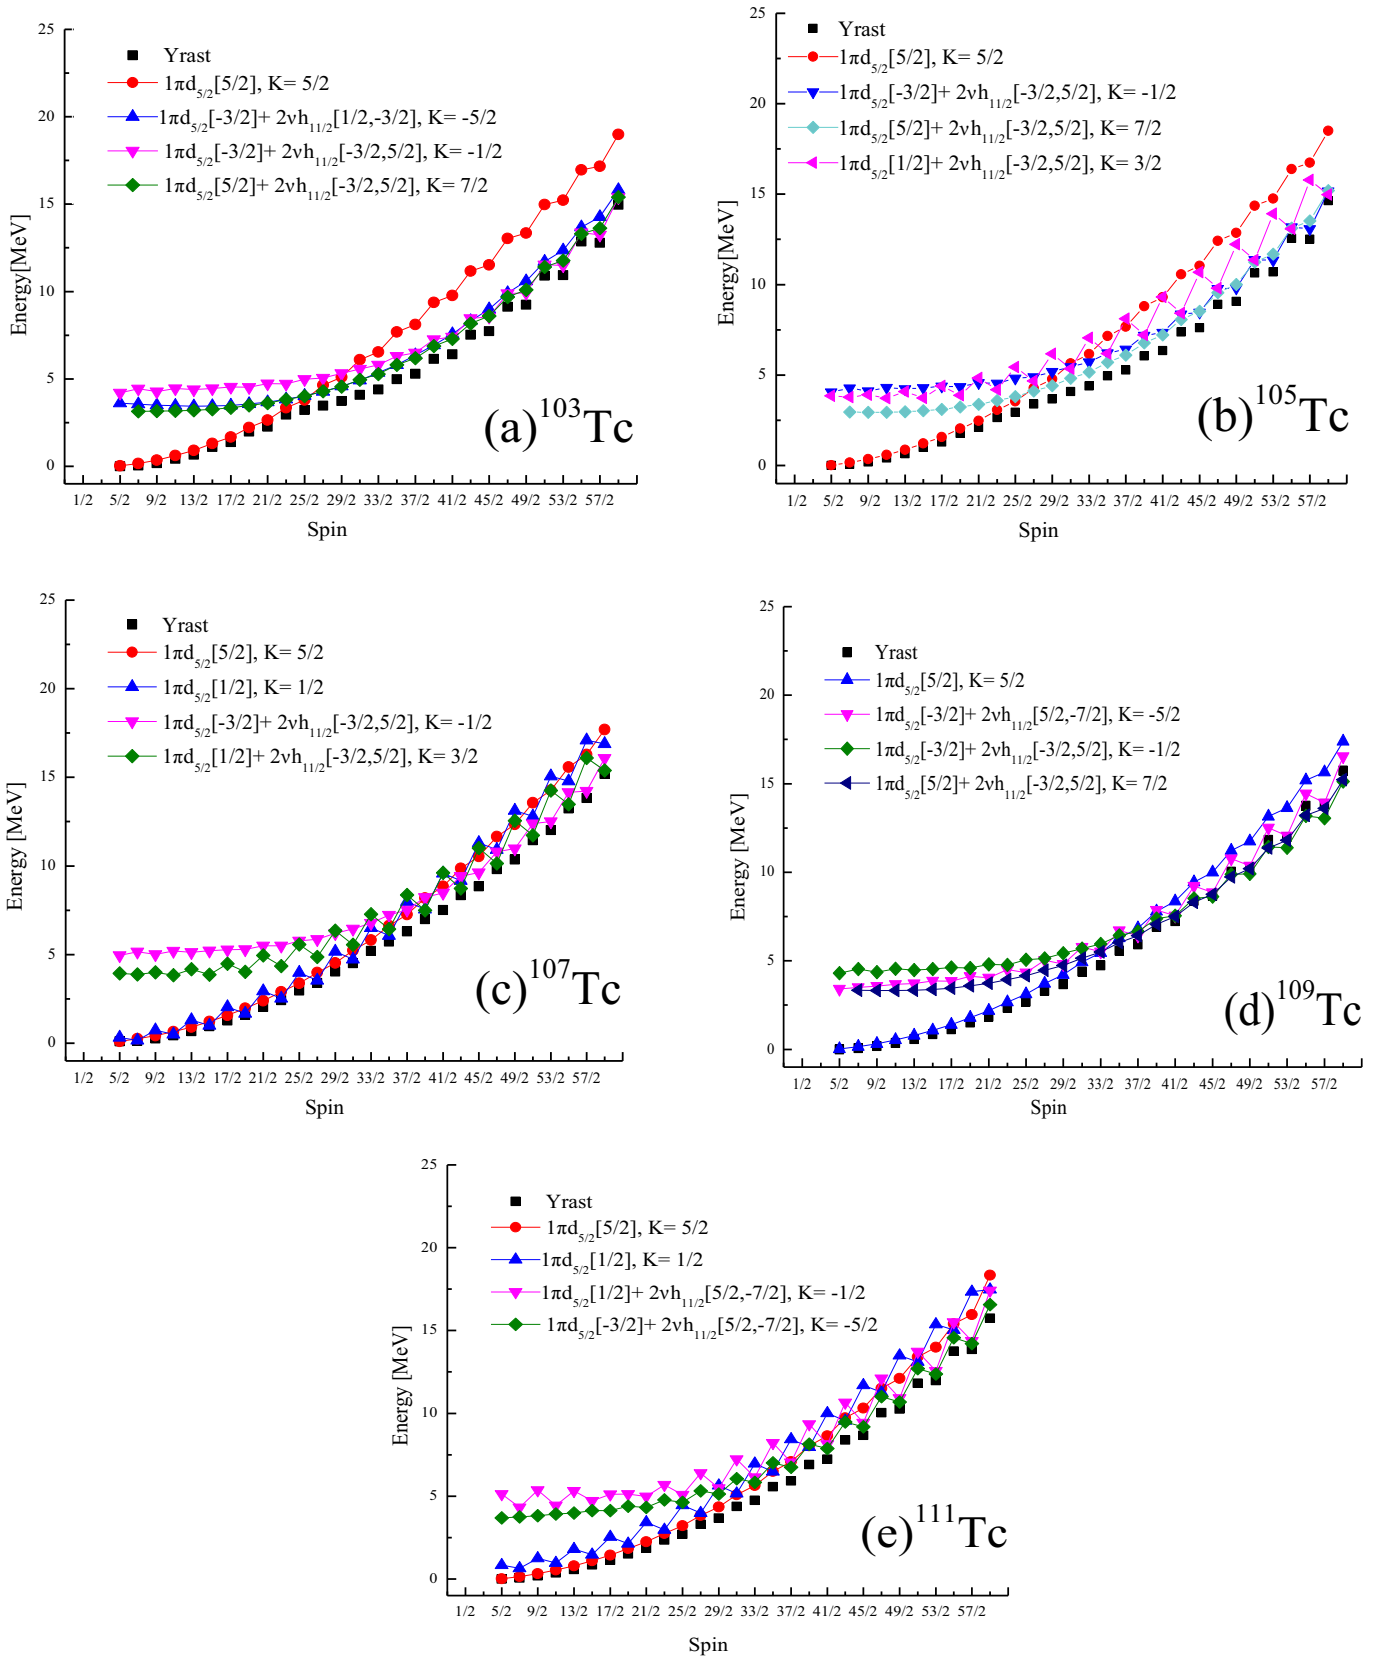 25
20
15
10
5
0
Energy[MeV]
Yrast
1πd5/2[5/2], K= 5/2
1πd5/2[-3/2]+ 2νh11/2[1/2,-3/2], K= -5/2
1πd5/2[-3/2]+ 2νh11/2[-3/2,5/2], K= -1/2
1πd5/2[5/2]+ 2νh11/2[-3/2,5/2], K= 7/2
(a)103Tc
1/2 5/2 9/2 13/2 17/2 21/2 25/2 29/2 33/2 37/2 41/2 45/2 49/2 53/2 57/2
Spin
25
20
15
10
5
0
Energy [MeV]
Yrast
1πd5/2[5/2], K= 5/2
1πd5/2[-3/2]+ 2νh11/2[-3/2,5/2], K= -1/2
1πd5/2[5/2]+ 2νh11/2[-3/2,5/2], K= 7/2
1πd5/2[1/2]+ 2νh11/2[-3/2,5/2], K= 3/2
(b)105Tc
1/2 5/2 9/2 13/2 17/2 21/2 25/2 29/2 33/2 37/2 41/2 45/2 49/2 53/2 57/2
Spin
25
20
15
10
5
0
Energy [MeV]
Yrast
1πd5/2[5/2], K= 5/2
1πd5/2[1/2], K= 1/2
1πd5/2[-3/2]+ 2νh11/2[-3/2,5/2], K= -1/2
1πd5/2[1/2]+ 2νh11/2[-3/2,5/2], K= 3/2
(c)107Tc
1/2 5/2 9/2 13/2 17/2 21/2 25/2 29/2 33/2 37/2 41/2 45/2 49/2 53/2 57/2
Spin
25
20
15
10
5
0
Energy [MeV]
Yrast
1πd5/2[5/2], K= 5/2
1πd5/2[-3/2]+ 2νh11/2[5/2,-7/2], K= -5/2
1πd5/2[-3/2]+ 2νh11/2[-3/2,5/2], K= -1/2
1πd5/2[5/2]+ 2νh11/2[-3/2,5/2], K= 7/2
(d)109Tc
1/2 5/2 9/2 13/2 17/2 21/2 25/2 29/2 33/2 37/2 41/2 45/2 49/2 53/2 57/2
Spin
25
20
15
10
5
0
Energy [MeV]
Yrast
1πd5/2[5/2], K= 5/2
1πd5/2[1/2], K= 1/2
1πd5/2[1/2]+ 2νh11/2[5/2,-7/2], K= -1/2
1πd5/2[-3/2]+ 2νh11/2[5/2,-7/2], K= -5/2
(e)111Tc
1/2 5/2 9/2 13/2 17/2 21/2 25/2 29/2 33/2 37/2 41/2 45/2 49/2 53/2 57/2
Spin